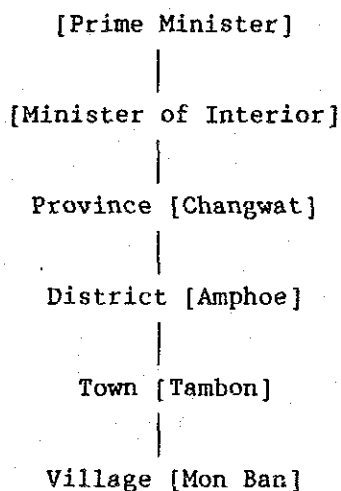 [Prime Minister]
[Minister of Interior]
Province [Changwat]
District [Amphoe]
Town [Tambon]
Village [Mon Ban]